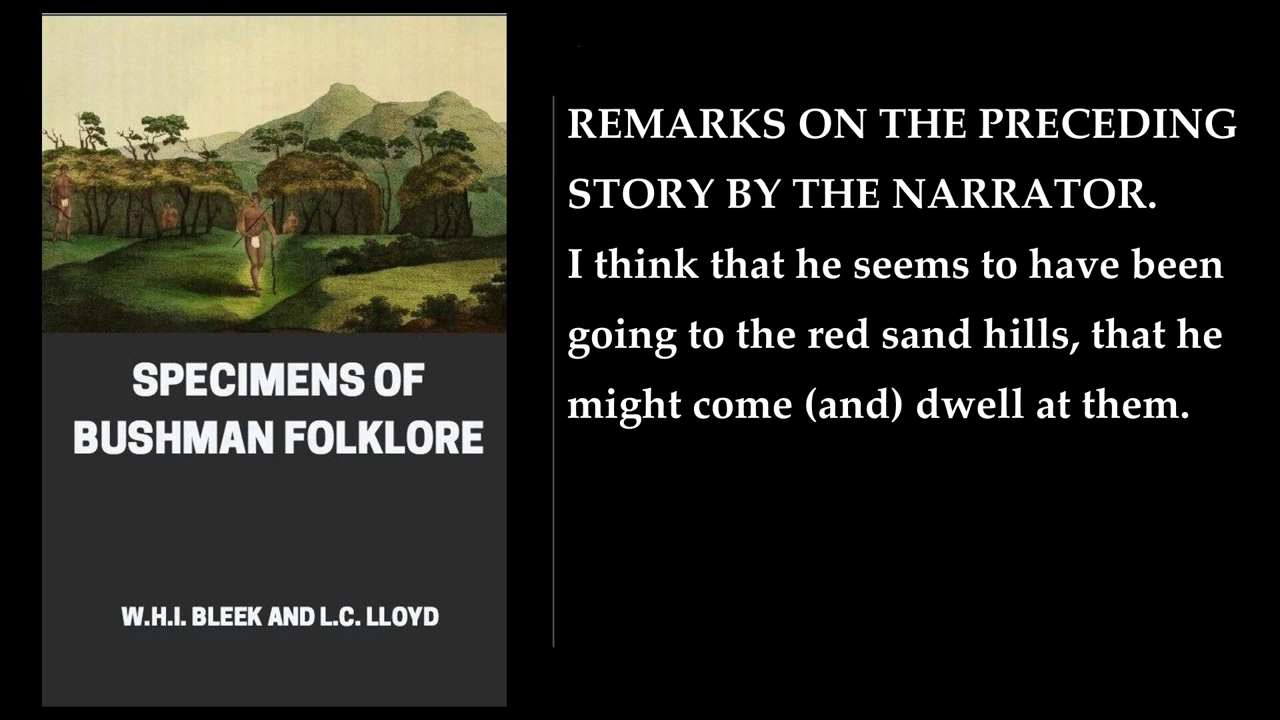 SPECIMENS OF
BUSHMAN FOLKLORE
W.H.I. BLEEK AND L.C. LLOYD
REMARKS ON THE PRECEDING
STORY BY THE NARRATOR.
I think that he seems to have been
going to the red sand hills, that he
might come (and) dwell at them.